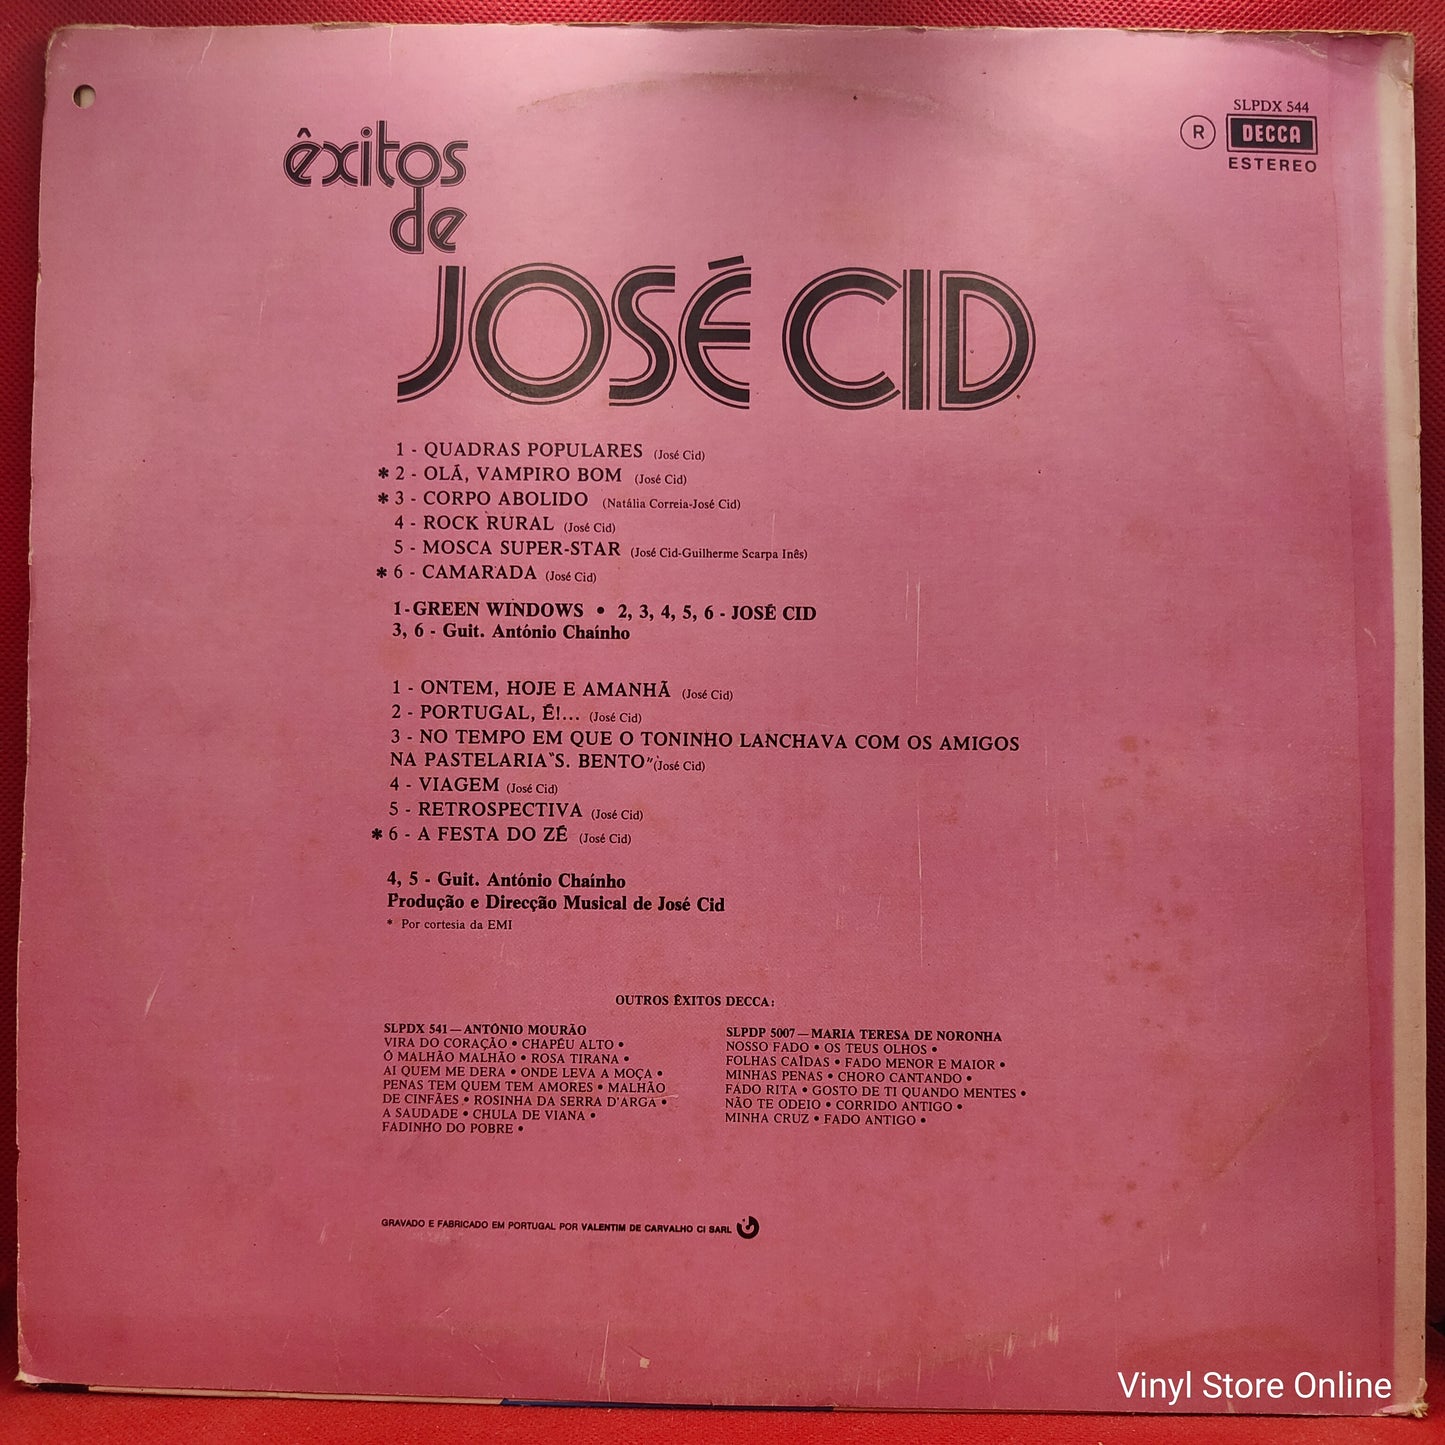 SLPDX 544
R DECCA
ESTEREO
êxitos
de
JOSÉ CID
1 - QUADRAS POPULARES (José Cid)
* 2 - OLÁ, VAMPIRO BOM (José Cid)
* 3 - CORPO ABOLIDO (Natália Correia-José Cid)
4 - ROCK RURAL (José Cid)
5 - MOSCA SUPER-STAR (José Cid-Guilherme Scarpa Inês)
* 6 - CAMARADA (José Cid)
1-GREEN WINDOWS • 2, 3, 4, 5, 6 - JOSÉ CID
3, 6 - Guit. António Chaínho
1 - ONTEM, HOJE E AMANHÃ (José Cid)
2 - PORTUGAL, É!... (José Cid)
3 - NO TEMPO EM QUE O TONINHO LANCHAVA COM OS AMIGOS
NA PASTELARIA "S. BENTO" (José Cid)
4 - VIAGEM (José Cid)
5 - RETROSPECTIVA (José Cid)
* 6 - A FESTA DO ZÉ (José Cid)
4, 5 - Guit. António Chaínho
Produção e Direcção Musical de José Cid
* Por cortesia da EMI
OUTROS ÊXITOS DECCA:
SLPDX 541 — ANTÓNIO MOURÃO
VIRA DO CORAÇÃO • CHAPÉU ALTO •
Ó MALHÃO MALHÃO • ROSA TIRANA •
AI QUEM ME DERA • ONDE LEVA A MOÇA •
PENAS TEM QUEM TEM AMORES • MALHÃO
DE CINFÃES • ROSINHA DA SERRA D'ARGA •
A SAUDADE • CHULA DE VIANA •
FADINHO DO POBRE •
SLPDP 5007 — MARIA TERESA DE NORONHA
NOSSO FADO • OS TEUS OLHOS •
FOLHAS CAÍDAS • FADO MENOR E MAIOR •
MINHAS PENAS • CHORO CANTANDO •
FADO RITA • GOSTO DE TI QUANDO MENTES •
NÃO TE ODEIO • CORRIDO ANTIGO •
MINHA CRUZ • FADO ANTIGO •
GRAVADO E FABRICADO EM PORTUGAL POR VALENTIM DE CARVALHO CI SARL
Vinyl Store Online